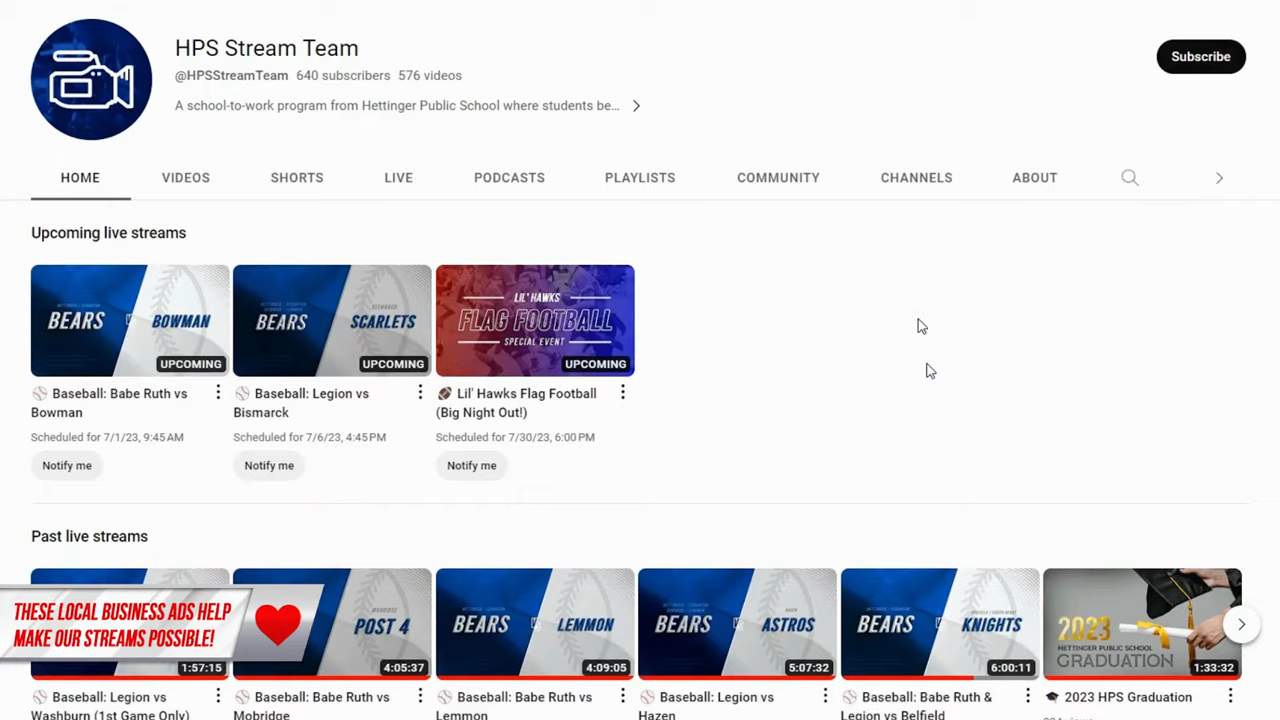 HPS Stream Team
@HPSStreamTeam 640 subscribers 576 videos
A school-to-work program from Hettinger Public School where students be...
Subscribe
HOME VIDEOS SHORTS LIVE PODCASTS PLAYLISTS COMMUNITY CHANNELS ABOUT
Upcoming live streams
BEARS BOWMAN
UPCOMING
BISMARCK
BEARS SCARLETS
UPCOMING
LIL' HAWKS
FLAG FOOTBALL
SPECIAL EVENT
UPCOMING
Baseball: Babe Ruth vs
Bowman
Scheduled for 7/1/23, 9:45 AM
Notify me
Baseball: Legion vs
Bismarck
Scheduled for 7/6/23, 4:45 PM
Notify me
Lil' Hawks Flag Football
(Big Night Out!)
Scheduled for 7/30/23, 6:00 PM
Notify me
Past live streams
THESE LOCAL BUSINESS ADS HELP
MAKE OUR STREAMS POSSIBLE!
1:57:15
POST 4
4:05:37
BEARS LEMMON
4:09:05
BEARS ASTROS
5:07:32
BEARS KNIGHTS
6:00:11
2023
HETTINGER PUBLIC SCHOOL
GRADUATION
1:33:32
Baseball: Legion vs
Washburn (1st Game Only)
Baseball: Babe Ruth vs
Mobridge
Baseball: Babe Ruth vs
Lemmon
Baseball: Legion vs
Hazen
Baseball: Babe Ruth &
Legion vs Belfield
2023 HPS Graduation